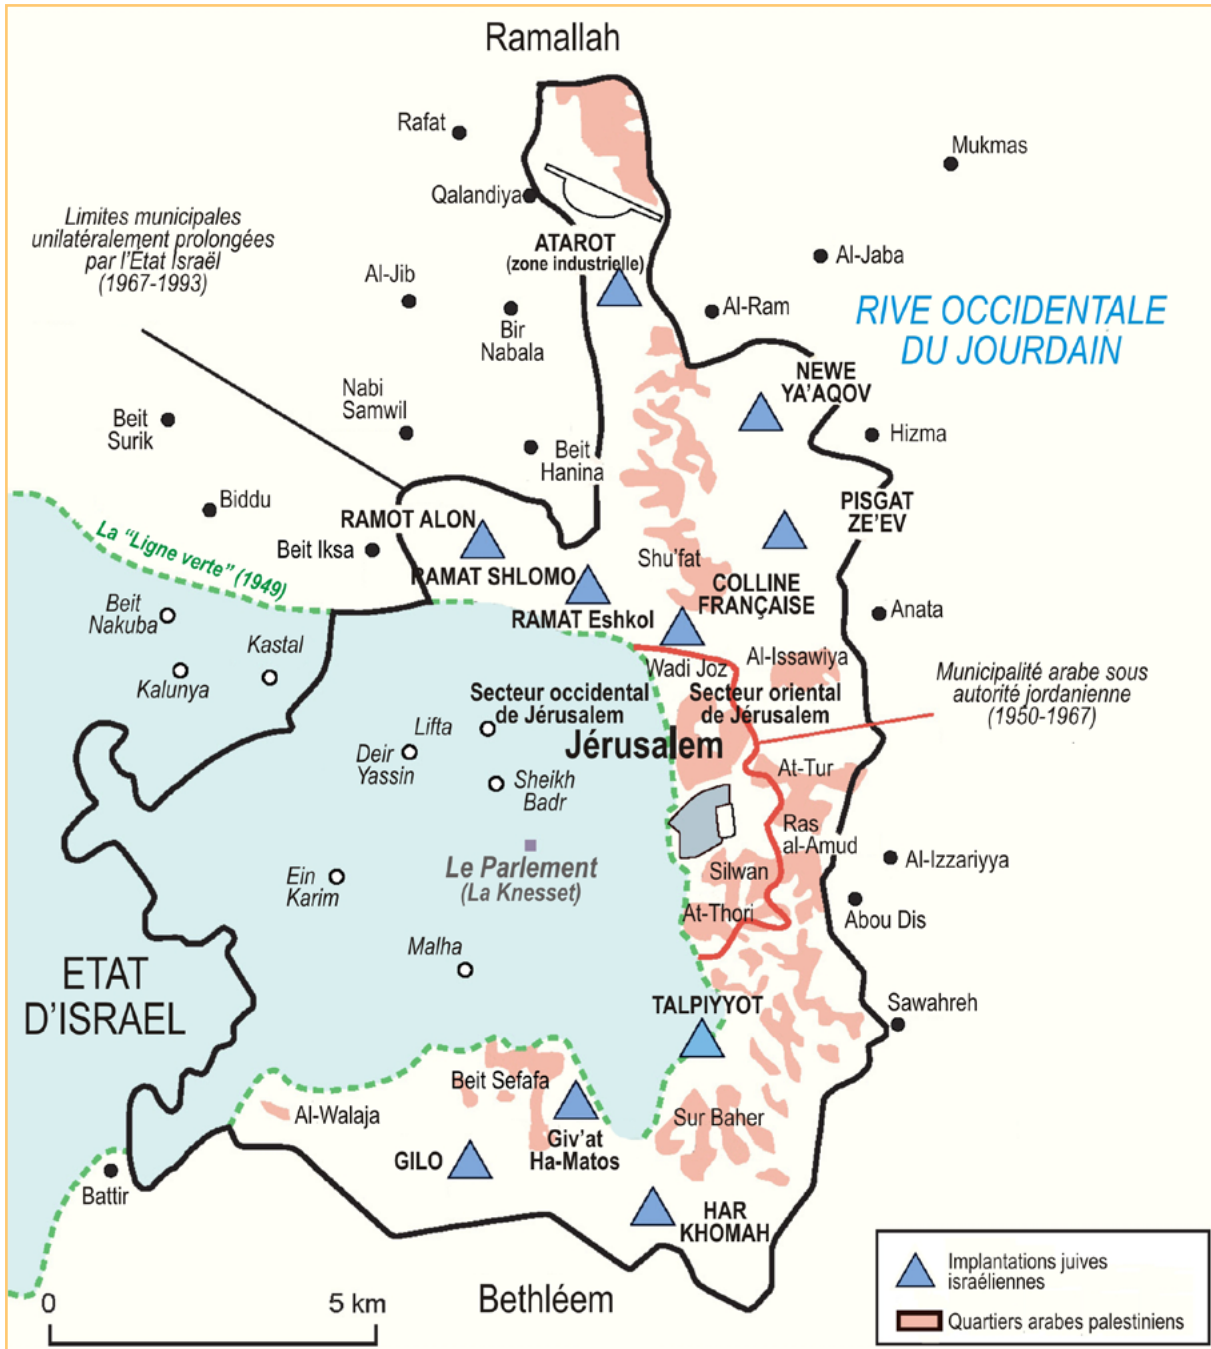 Ramallah
Rafat
Mukmas
Qalandiya
Limites municipales
unilatéralement prolongées
par l'Etat Israël
(1967-1993)
ATAROT
(zone industrielle)
Al-Jaba
Al-Jib
Al-Ram
RIVE OCCIDENTALE
DU JOURDAIN
Bir
Nabala
NEWE
YA'AQOV
Nabi
Samwil
Beit
Surik
Hizma
Beit
Hanina
Biddu
PISGAT
ZE'EV
RAMOT ALON
La "Ligne verte" (1949)
Beit Iksa
Shu'fat
RAMAT SHLOMO
COLLINE
FRANÇAISE
Beit
Nakuba
RAMAT Eshkol
Anata
Kastal
Wadi Joz
Al-Issawiya
Kalunya
Municipalité arabe sous
autorité jordanienne
(1950-1967)
Secteur occidental
de Jérusalem
Secteur oriental
de Jérusalem
Lifta
Jérusalem
Deir
Yassin
At-Tur
Sheikh
Badr
Ras
al-Amud
Le Parlement
(La Knesset)
Al-Izzariyya
Ein
Karim
Silwan
At-Thori
Abou Dis
Malha
ETAT
D'ISRAEL
TALPIYYOT
Sawahreh
Beit Sefafa
Al-Walaja
Sur Baher
Giv'at
Ha-Matos
GILO
Battir
HAR
KHOMAH
Implantations juives
israéliennes
Bethléem
0
5 km
Quartiers arabes palestiniens